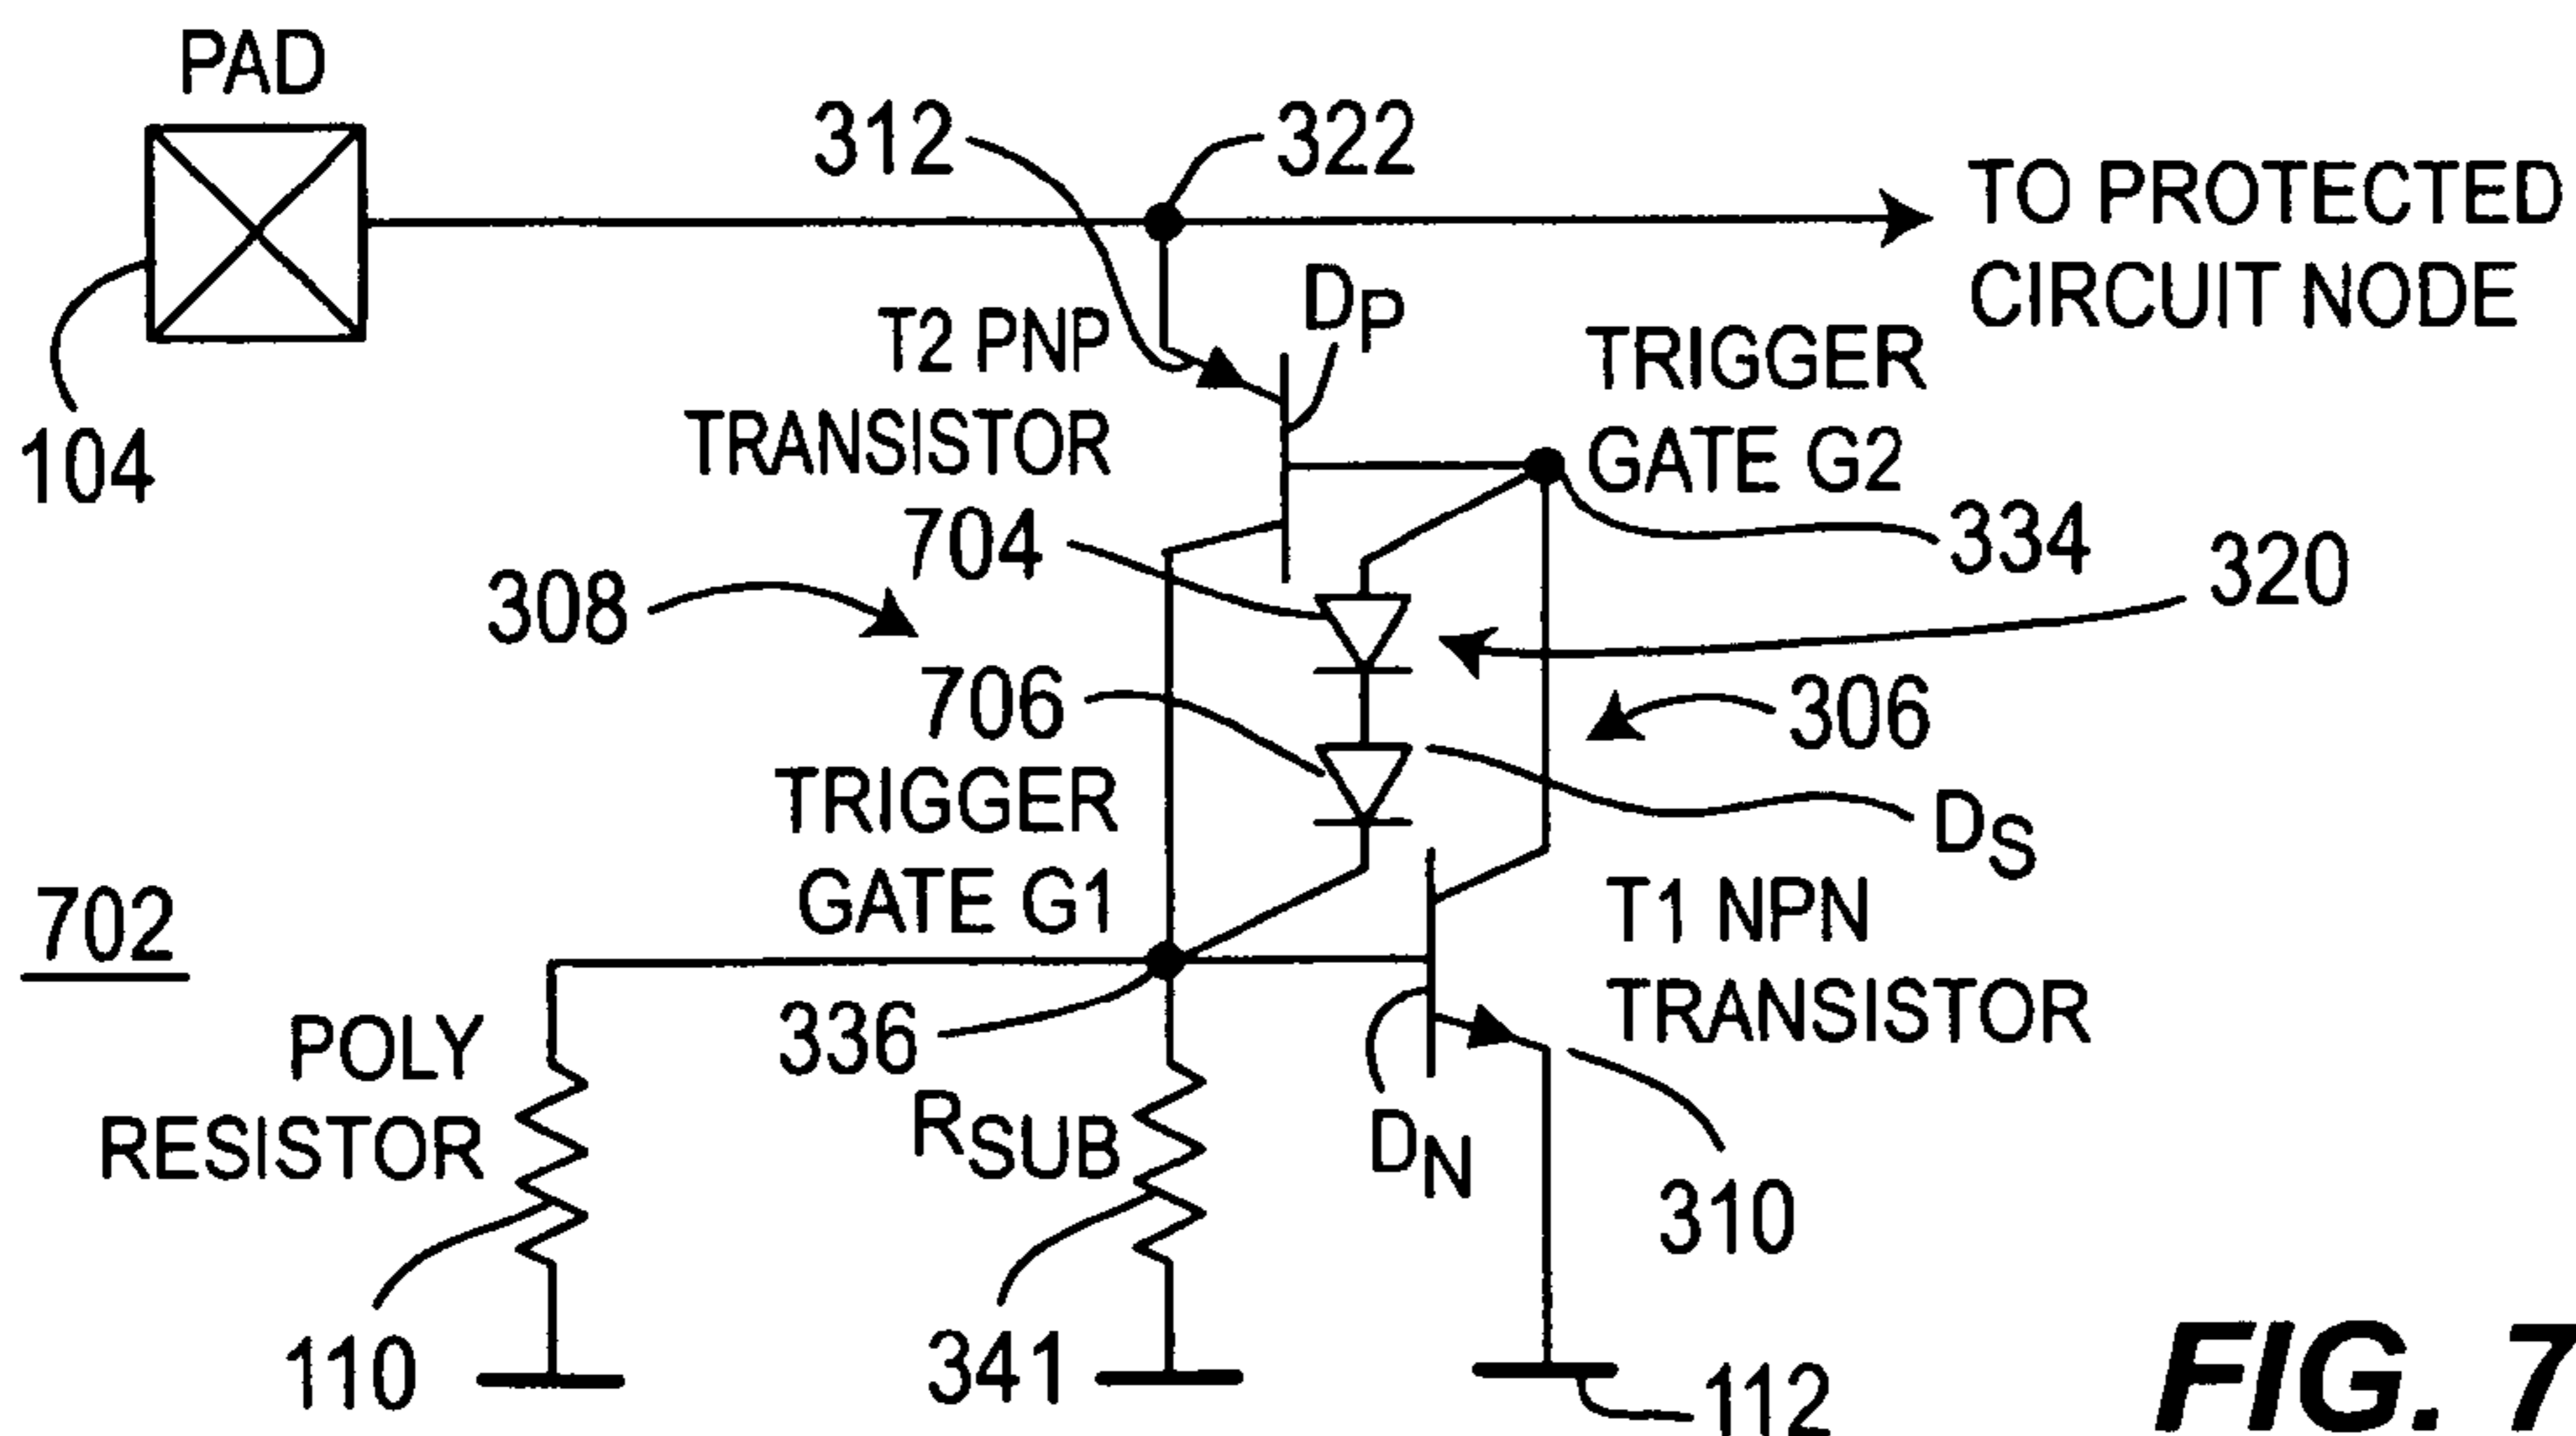 PAD
312
322
TO PROTECTED
CIRCUIT NODE
104
T2 PNP
TRANSISTOR
DP
TRIGGER
GATE G2
334
704
308
320
706
306
TRIGGER
GATE G1
DS
702
T1 NPN
TRANSISTOR
336
POLY
RESISTOR
RSUB
DN
310
110
341
112
FIG. 7